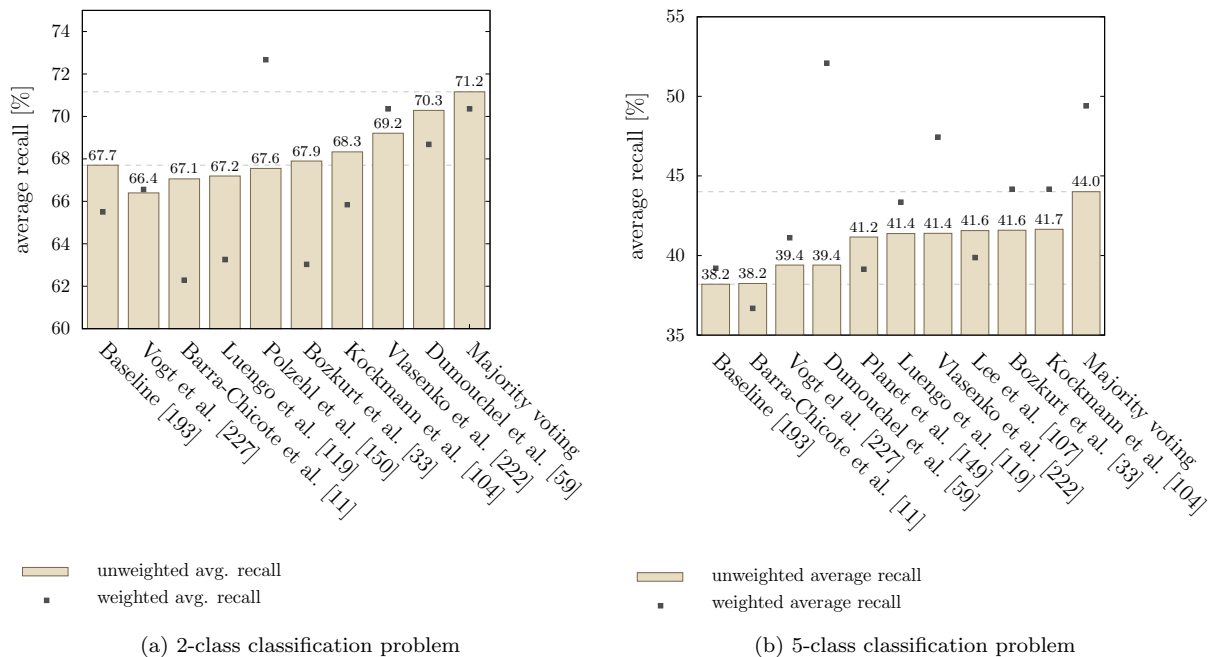 average recall [%]
74
72
70
68
66
64
62
60
67.7
66.4
67.1
67.2
67.6
67.9
68.3
69.2
70.3
71.2
Baseline [193]
Vogt et al. [227]
Barra-Chicote et al. [11]
Luengo et al. [119]
Polzehl et al. [150]
Bozkurt et al. [33]
Kockmann et al. [104]
Vlasenko et al. [222]
Dumouchel et al. [59]
Majority voting
unweighted avg. recall
weighted avg. recall
(a) 2-class classification problem
average recall [%]
55
50
45
40
35
38.2
38.2
39.4
39.4
41.2
41.4
41.4
41.6
41.6
41.7
44.0
Baseline [193]
Barra-Chicote et al. [11]
Vogt el al. [227]
Dumouchel et al. [59]
Planet et al. [149]
Luengo et al. [119]
Vlasenko et al. [222]
Lee et al. [107]
Bozkurt et al. [33]
Kockmann et al. [104]
Majority voting
unweighted average recall
weighted average recall
(b) 5-class classification problem